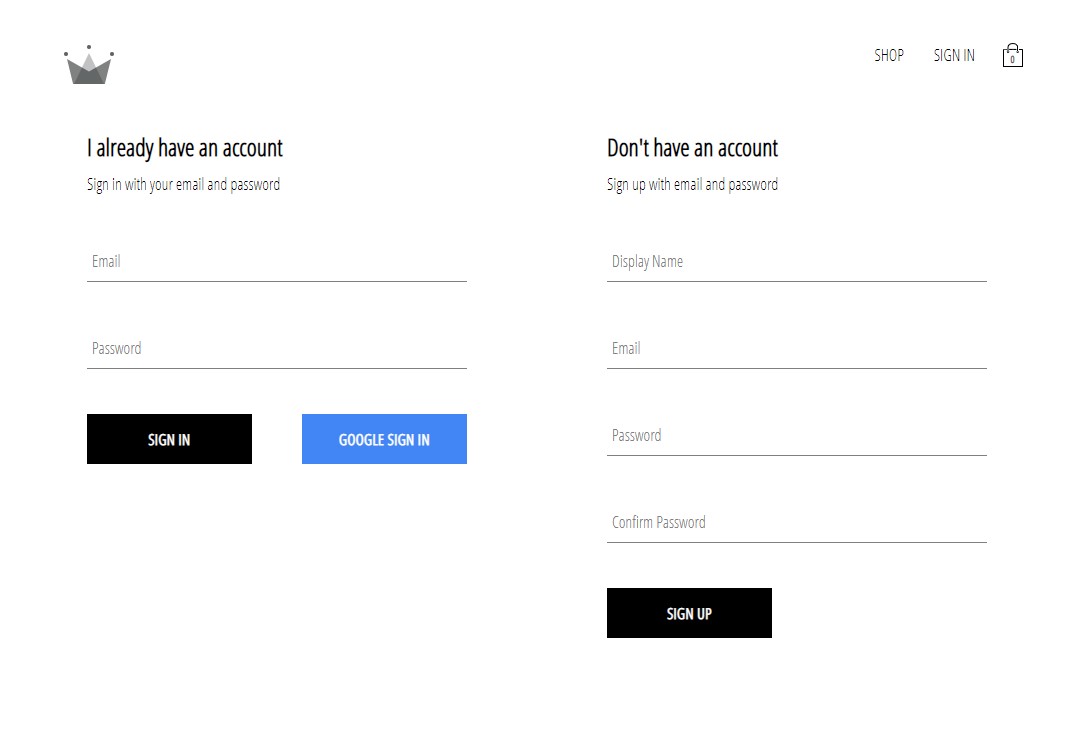 SHOP SIGN IN 0
I already have an account
Sign in with your email and password
Email
Password
SIGN IN GOOGLE SIGN IN
Don't have an account
Sign up with email and password
Display Name
Email
Password
Confirm Password
SIGN UP